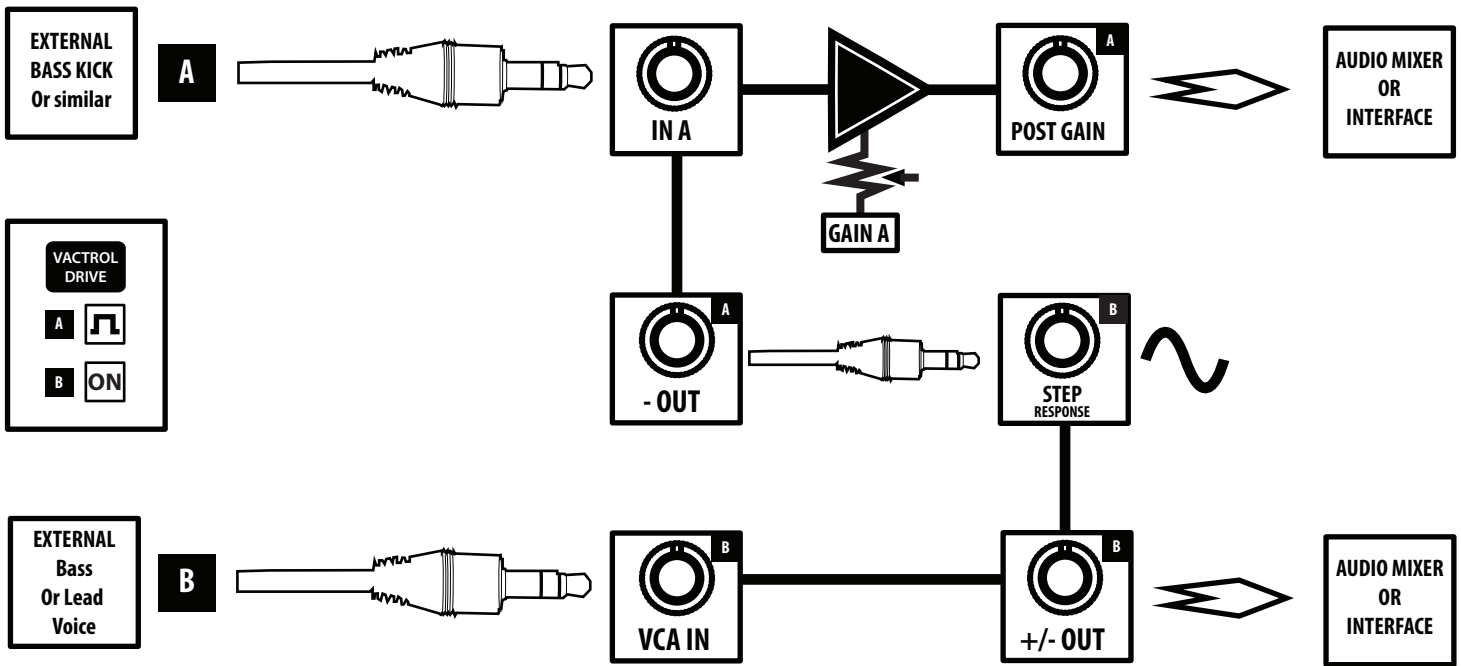 EXTERNAL
BASS KICK
Or similar
A
IN A
A
POST GAIN
AUDIO MIXER
OR
INTERFACE
GAIN A
VACTROL
DRIVE
A
B ON
A
- OUT
B
STEP
RESPONSE
EXTERNAL
Bass
Or Lead
Voice
B
B
VCA IN
B
+/- OUT
AUDIO MIXER
OR
INTERFACE